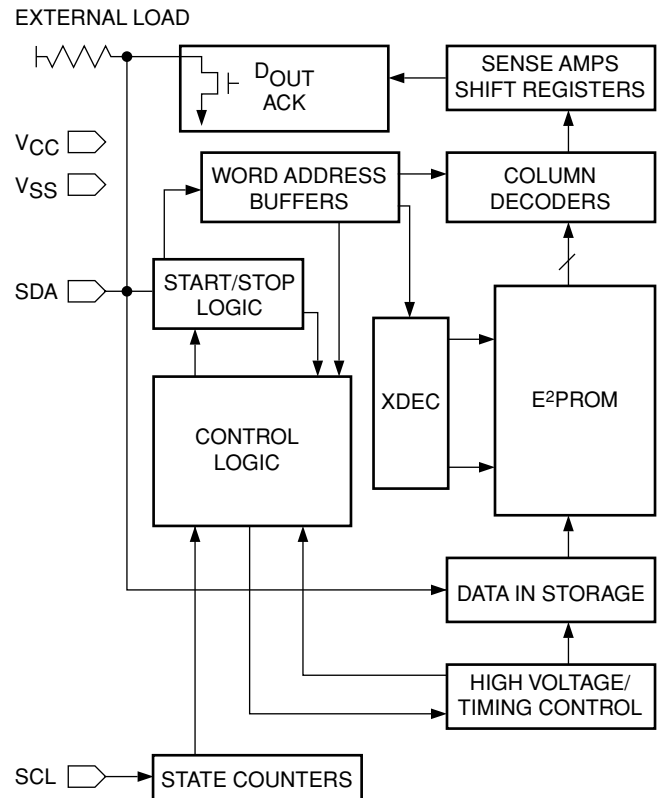 EXTERNAL LOAD
DOUT
ACK
SENSE AMPS
SHIFT REGISTERS
VCC
VSS
WORD ADDRESS
BUFFERS
COLUMN
DECODERS
SDA
START/STOP
LOGIC
XDEC
E²PROM
CONTROL
LOGIC
DATA IN STORAGE
HIGH VOLTAGE/
TIMING CONTROL
SCL
STATE COUNTERS